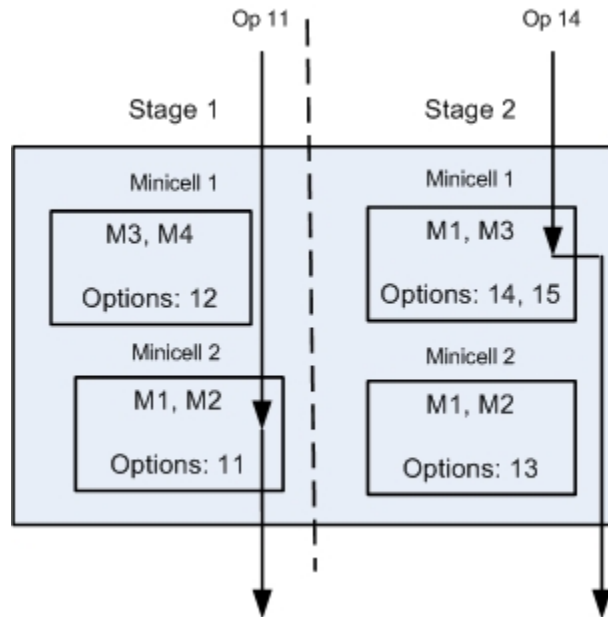 Op 11
Op 14
Stage 1
Stage 2
Minicell 1
M3, M4
Options: 12
Minicell 2
M1, M2
Options: 11
Minicell 1
M1, M3
Options: 14, 15
Minicell 2
M1, M2
Options: 13